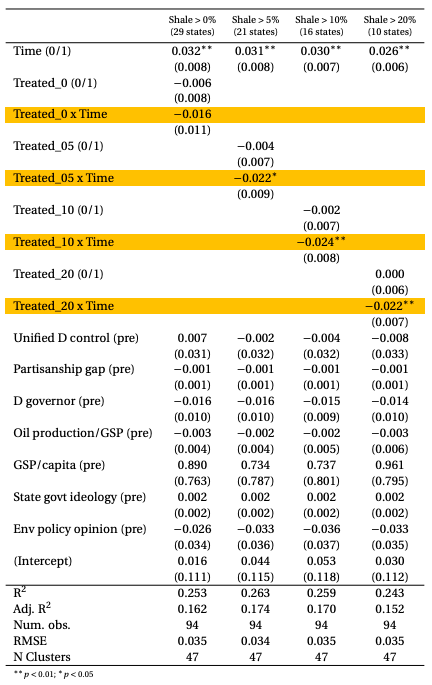 Shale > 0% Shale > 5% Shale > 10% Shale > 20%
(29 states) (21 states) (16 states) (10 states)
Time (0/1) 0.032** 0.031** 0.030** 0.026**
(0.008) (0.008) (0.007) (0.006)
Treated_0 (0/1) −0.006
(0.008)
Treated_0 x Time −0.016
(0.011)
Treated_05 (0/1) −0.004
(0.007)
Treated_05 x Time −0.022*
(0.009)
Treated_10 (0/1) −0.002
(0.007)
Treated_10 x Time −0.024**
(0.008)
Treated_20 (0/1) 0.000
(0.006)
Treated_20 x Time −0.022**
(0.007)
Unified D control (pre) 0.007 −0.002 −0.004 −0.008
(0.031) (0.032) (0.032) (0.033)
Partisanship gap (pre) −0.001 −0.001 −0.001 −0.001
(0.001) (0.001) (0.001) (0.001)
D governor (pre) −0.016 −0.016 −0.015 −0.014
(0.010) (0.010) (0.009) (0.010)
Oil production/GSP (pre) −0.003 −0.002 −0.002 −0.003
(0.004) (0.004) (0.005) (0.006)
GSP/capita (pre) 0.890 0.734 0.737 0.961
(0.763) (0.787) (0.801) (0.795)
State govt ideology (pre) 0.002 0.002 0.002 0.002
(0.002) (0.002) (0.002) (0.002)
Env policy opinion (pre) −0.026 −0.033 −0.036 −0.033
(0.034) (0.036) (0.037) (0.035)
(Intercept) 0.016 0.044 0.053 0.030
(0.111) (0.115) (0.118) (0.112)
R² 0.253 0.263 0.259 0.243
Adj. R² 0.162 0.174 0.170 0.152
Num. obs. 94 94 94 94
RMSE 0.035 0.034 0.035 0.035
N Clusters 47 47 47 47
**p < 0.01; *p < 0.05